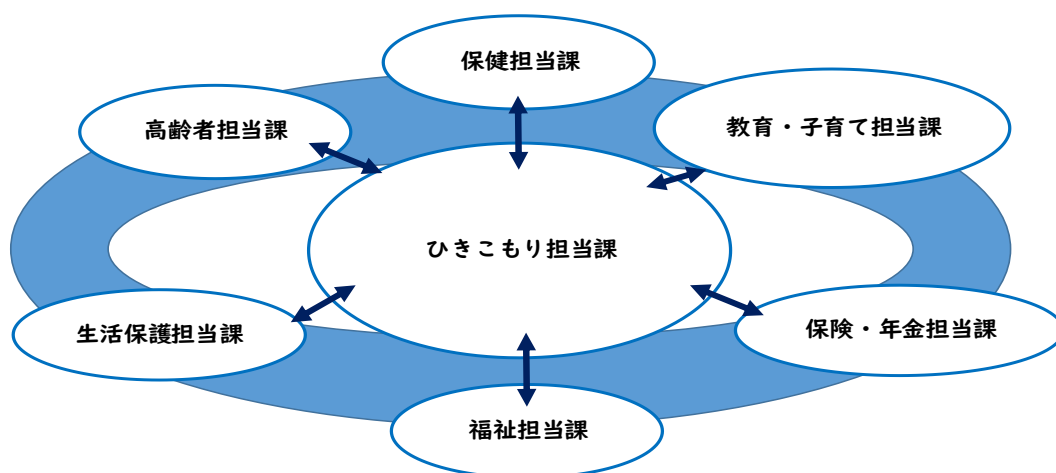 保健担当課
高齢者担当課
教育・子育て担当課
ひきこもり担当課
生活保護担当課
保険・年金担当課
福祉担当課